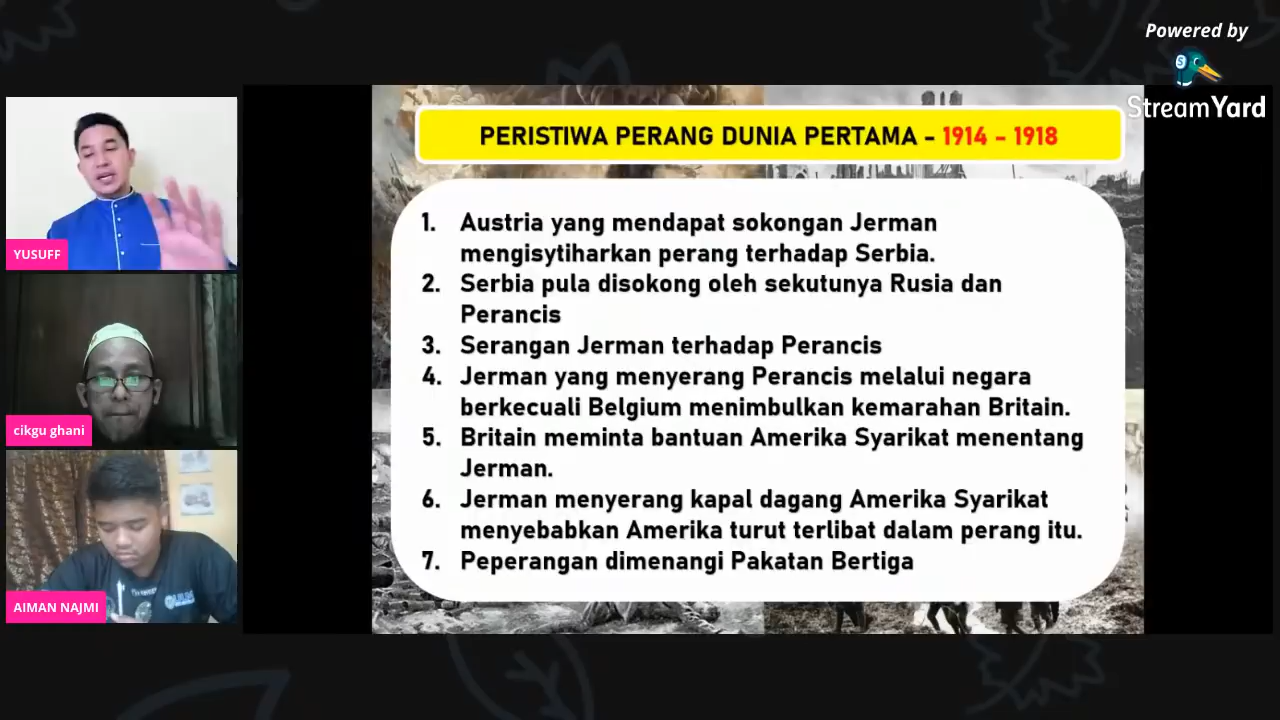 Powered by
StreamYard
PERISTIWA PERANG DUNIA PERTAMA - 1914 - 1918
1. Austria yang mendapat sokongan Jerman
mengisytiharkan perang terhadap Serbia.
2. Serbia pula disokong oleh sekutunya Rusia dan
Perancis
3. Serangan Jerman terhadap Perancis
4. Jerman yang menyerang Perancis melalui negara
berkecuali Belgium menimbulkan kemarahan Britain.
5. Britain meminta bantuan Amerika Syarikat menentang
Jerman.
6. Jerman menyerang kapal dagang Amerika Syarikat
menyebabkan Amerika turut terlibat dalam perang itu.
7. Peperangan dimenangi Pakatan Bertiga
YUSUFF
cikgu ghani
AIMAN NAJMI